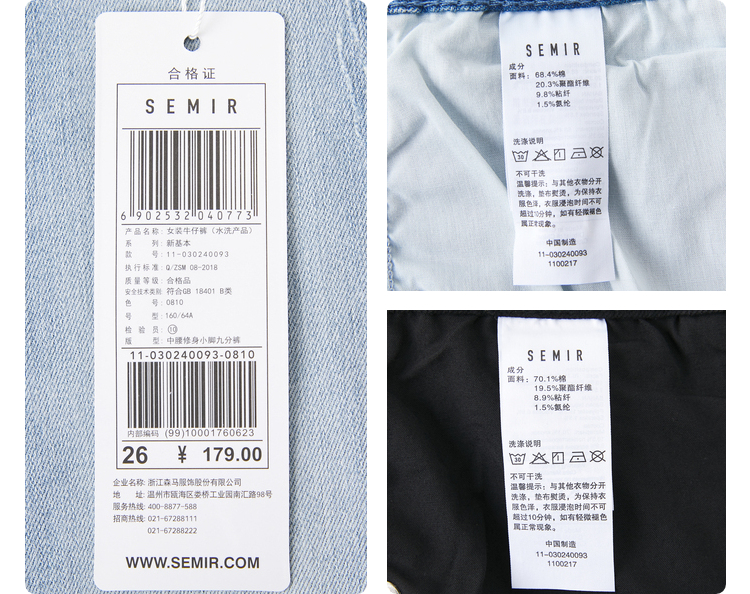 合格证
SEMIR
6 902532 040773
产品名称: 女装牛仔裤（水洗产品）
系 列: 新基本
款 号: 11-030240093
执行标准: Q/ZSM 08-2018
质量等级: 合格品
安全技术类别: 符合GB 18401 B类
色 号: 0810
号 型: 160/64A
检 验 员: ⑩
版 型: 中腰修身小脚九分裤
11-030240093-0810
内部编码 (99)10001760623
26 ¥ 179.00
企业名称: 浙江森马服饰股份有限公司
地 址: 温州市瓯海区娄桥工业园南汇路98号
服务热线: 400-8877-588
招商热线: 021-67288111
021-67288222
WWW.SEMIR.COM
SEMIR
成分
面料: 68.4%棉
20.3%聚酯纤维
9.8%粘纤
1.5%氨纶
洗涤说明
30
不可干洗
温馨提示: 与其他衣物分开
洗涤, 垫布熨烫, 为保持衣
服色泽, 衣服浸泡时间不可
超过10分钟, 如有轻微褪色
属正常现象。
中国制造
11-030240093
1100217
SEMIR
成分
面料: 70.1%棉
19.5%聚酯纤维
8.9%粘纤
1.5%氨纶
洗涤说明
30
不可干洗
温馨提示: 与其他衣物分开
洗涤, 垫布熨烫, 为保持衣
服色泽, 衣服浸泡时间不可
超过10分钟, 如有轻微褪色
属正常现象。
中国制造
11-030240093
1100217